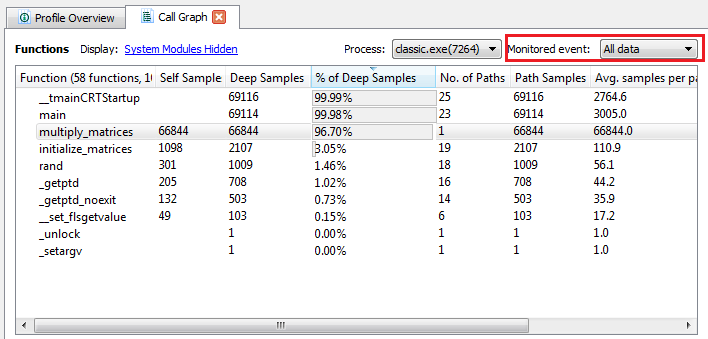 Profile Overview Call Graph
Functions Display: System Modules Hidden Process: classic.exe(7264) Monitored event: All data
Function (58 functions, 10 Self Sample Deep Samples % of Deep Samples No. of Paths Path Samples Avg. samples per pa
__tmainCRTStartup 69116 99.99% 25 69116 2764.6
main 69114 99.98% 23 69114 3005.0
multiply_matrices 66844 66844 96.70% 1 66844 66844.0
initialize_matrices 1098 2107 3.05% 19 2107 110.9
rand 301 1009 1.46% 18 1009 56.1
_getptd 205 708 1.02% 16 708 44.2
_getptd_noexit 132 503 0.73% 14 503 35.9
__set_flsgetvalue 49 103 0.15% 6 103 17.2
_unlock 1 0.00% 1 1 1.0
_setargv 1 0.00% 1 1 1.0